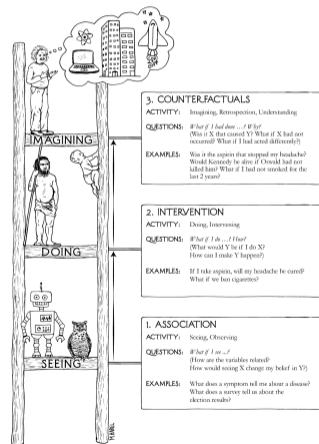 3. COUNTERFACTUALS
ACTIVITY: Imagining, Retrospection, Understanding
QUESTIONS: What if I had done …? Why?
(Was it X that caused Y? What if X had not
occurred? What if I had acted differently?)
EXAMPLES: Was it the aspirin that stopped my headache?
Would Kennedy be alive if Oswald had not
killed him? What if I had not smoked for the
last 2 years?
IMAGINING
2. INTERVENTION
ACTIVITY: Doing, Intervening
QUESTIONS: What if I do …? How?
(What would Y be if I do X?
How can I make Y happen?)
EXAMPLES: If I take aspirin, will my headache be cured?
What if we ban cigarettes?
DOING
1. ASSOCIATION
ACTIVITY: Seeing, Observing
QUESTIONS: What if I see …?
(How are the variables related?
How would seeing X change my belief in Y?)
EXAMPLES: What does a symptom tell me about a disease?
What does a survey tell us about the
election results?
SEEING